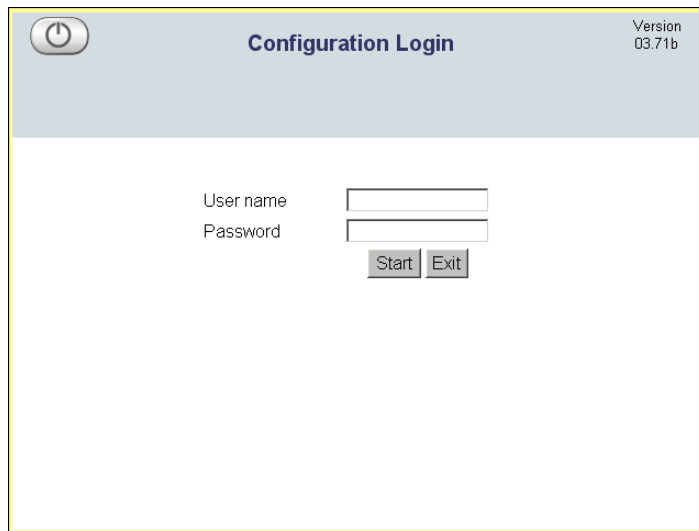 Configuration Login
Version
03.71b
User name
Password
Start Exit